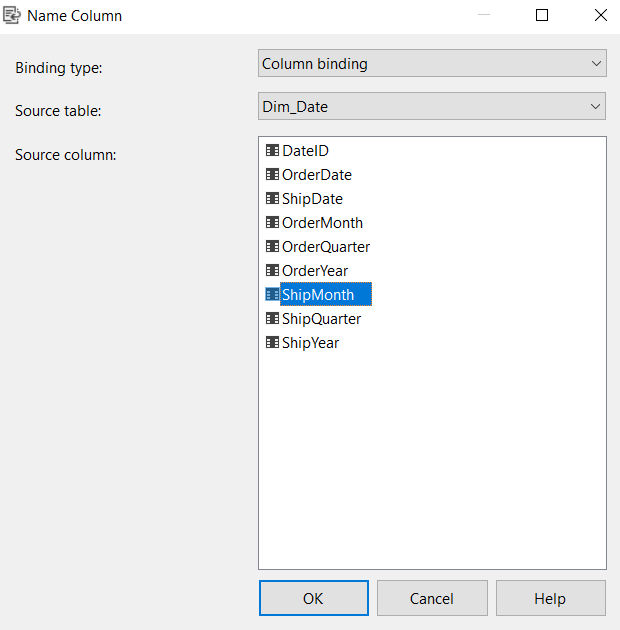 Name Column
Binding type:
Column binding
Source table:
Dim_Date
Source column:
DateID
OrderDate
ShipDate
OrderMonth
OrderQuarter
OrderYear
ShipMonth
ShipQuarter
ShipYear
OK
Cancel
Help